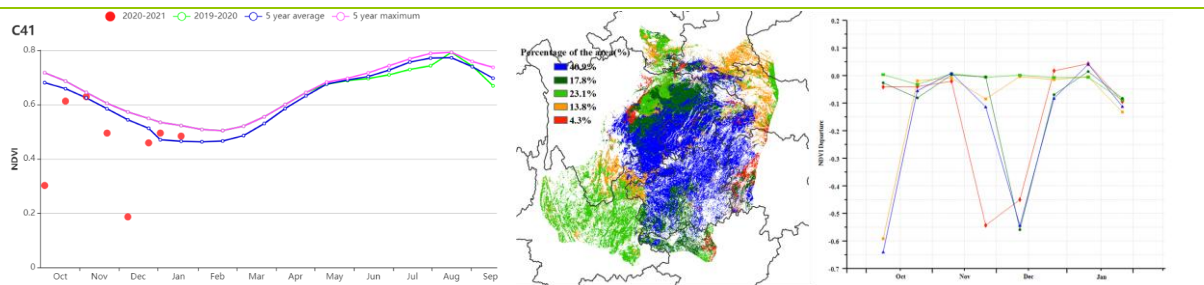 2020-2021 2019-2020 5 year average 5 year maximum
C41
NDVI
0.8
0.6
0.4
0.2
0
Oct Nov Dec Jan Feb Mar Apr May Jun Jul Aug Sep
Percentage of the area(%)
40.9%
17.8%
23.1%
13.8%
4.3%
NDVI Departure
0.2
0.1
0.0
-0.1
-0.2
-0.3
-0.4
-0.5
-0.6
-0.7
Oct Nov Dec Jan